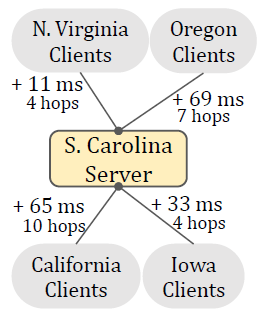 N. Virginia
Clients
Oregon
Clients
+ 11 ms
4 hops
+ 69 ms
7 hops
S. Carolina
Server
+ 65 ms
10 hops
+ 33 ms
4 hops
California
Clients
Iowa
Clients